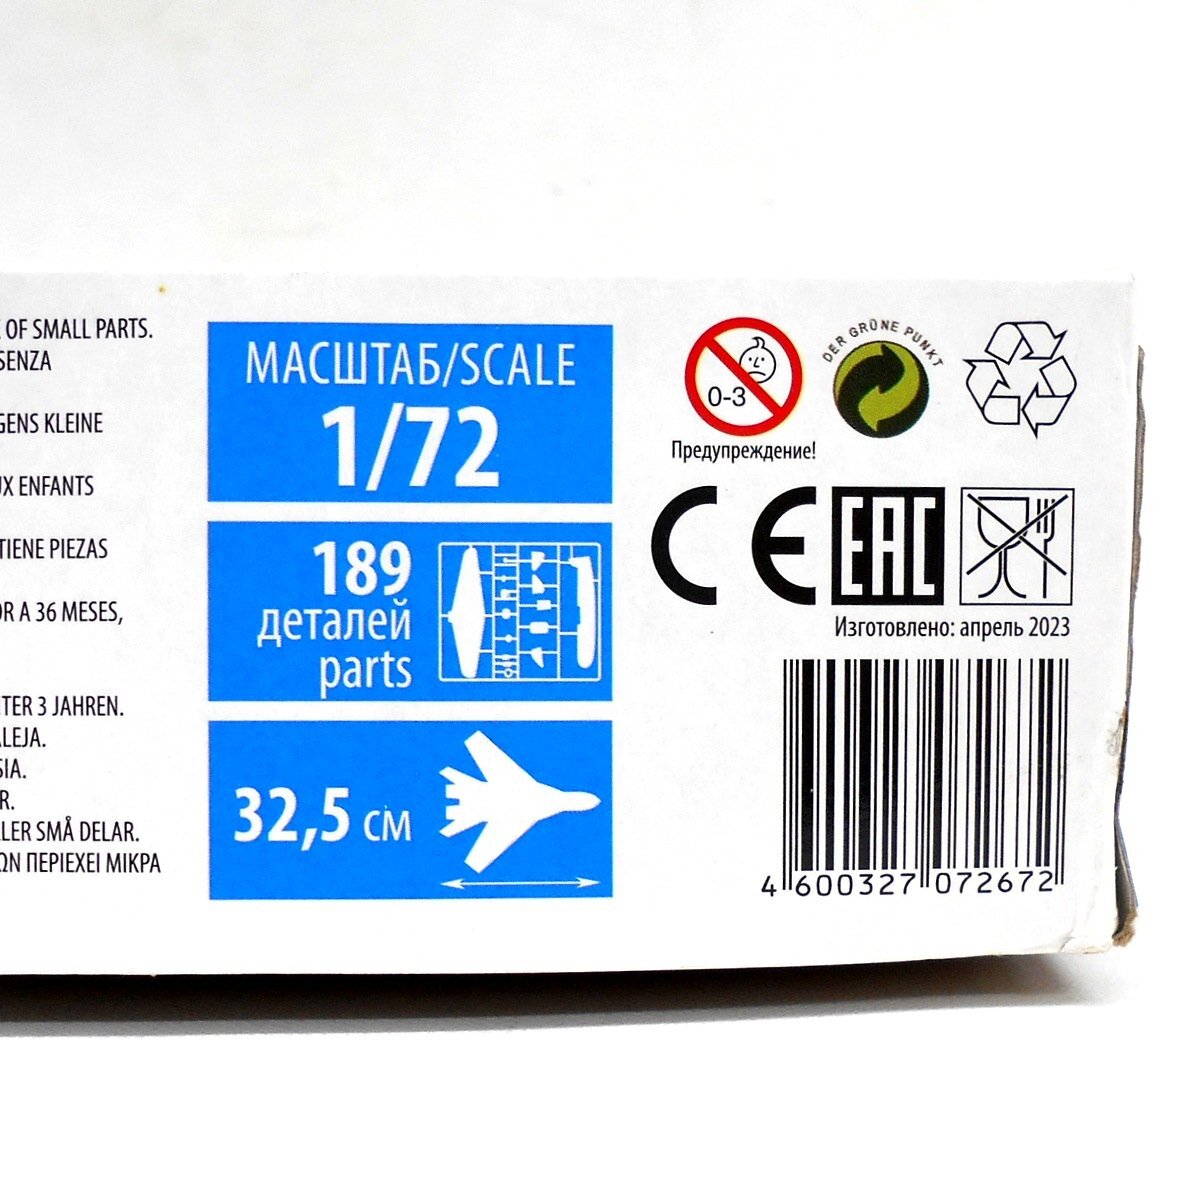 OF SMALL PARTS.
SENZA
GENS KLEINE
UX ENFANTS
TIENE PIEZAS
OR A 36 MESES,
TER 3 JAHREN.
ALEJA.
SIA.
R.
LLER SMÅ DELAR.
ΩΝ ΠΕΡΙΕΧΕΙ ΜΙΚΡΑ
МАСШТАБ/SCALE
1/72
189
деталей
parts
32,5 см
0-3
Предупреждение!
DER GRÜNE PUNKT
CE EAC
Изготовлено: апрель 2023
4 600327 072672